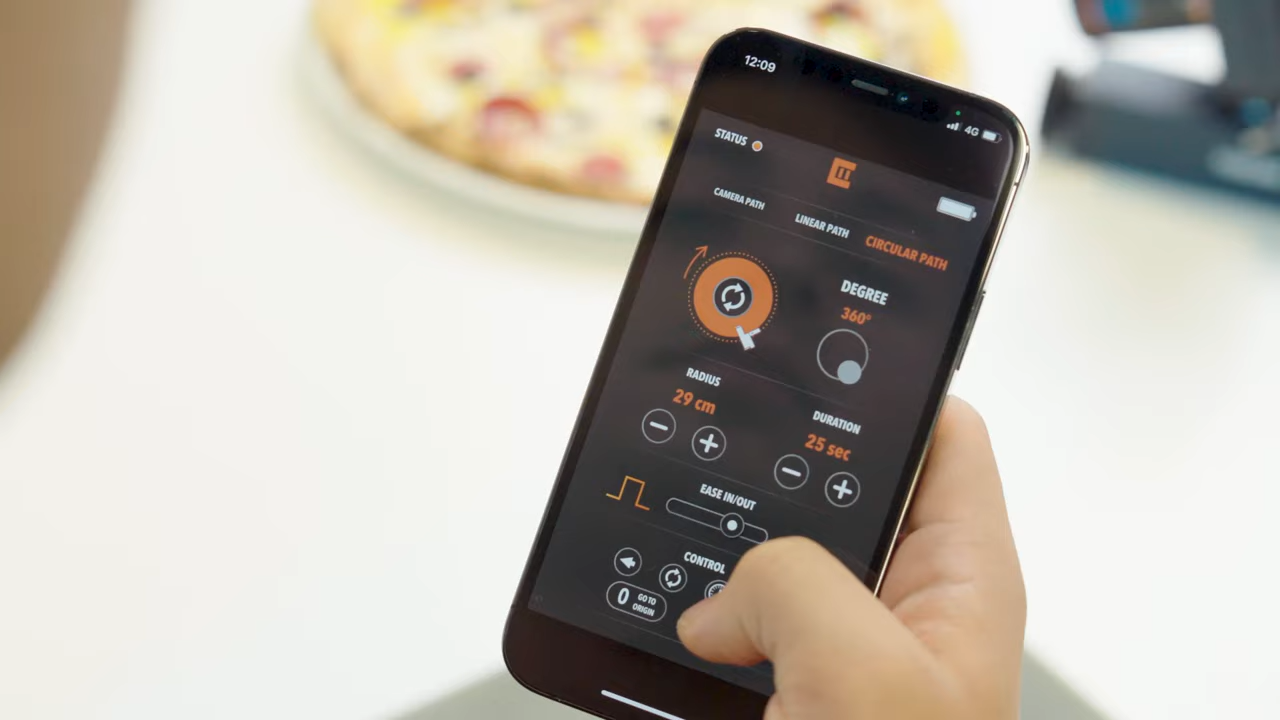 12:09
4G
STATUS
CAMERA PATH
LINEAR PATH
CIRCULAR PATH
DEGREE
360°
RADIUS
29 cm
DURATION
25 sec
EASE IN/OUT
CONTROL
0 GO TO
ORIGIN